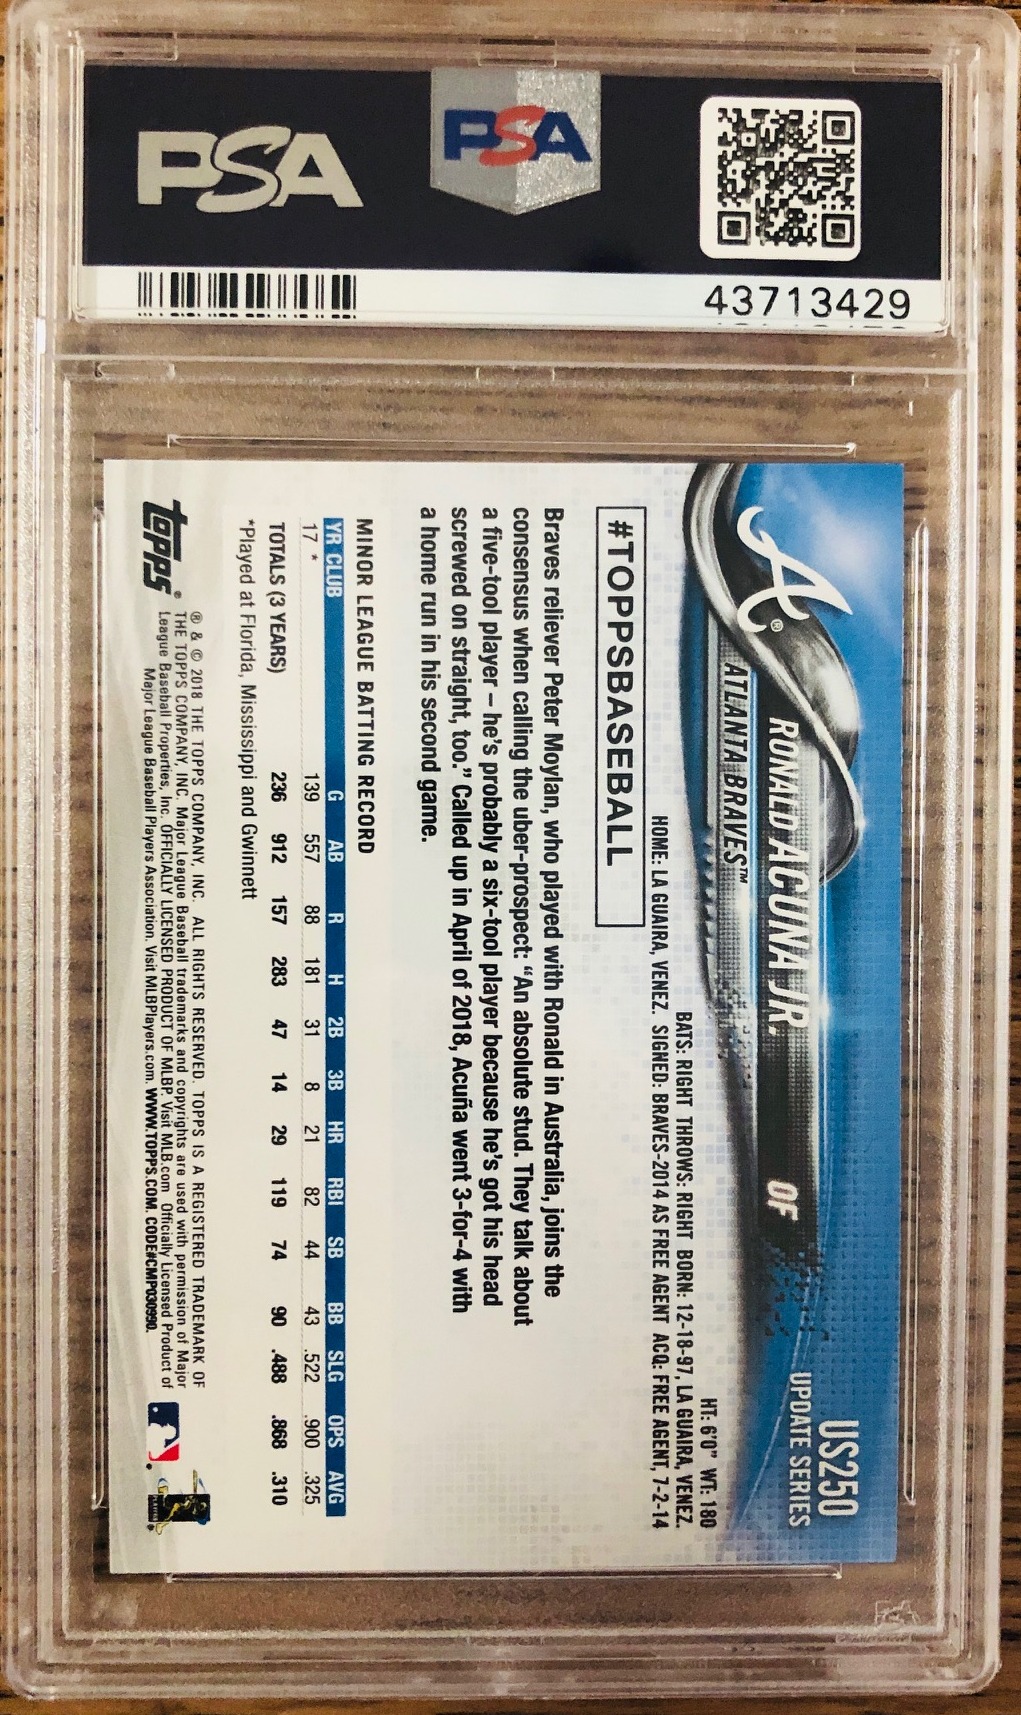 PSA
PSA
43713429
US250
UPDATE SERIES
A®
RONALD ACUNA JR. OF
ATLANTA BRAVES™
HT: 6'0" WT: 180
BATS: RIGHT THROWS: RIGHT BORN: 12-18-97, LA GUAIRA, VENEZ.
HOME: LA GUAIRA, VENEZ. SIGNED: BRAVES-2014 AS FREE AGENT ACQ: FREE AGENT, 7-2-14
#TOPPSBASEBALL
Braves reliever Peter Moylan, who played with Ronald in Australia, joins the
consensus when calling the uber-prospect: “An absolute stud. They talk about
a five-tool player – he's probably a six-tool player because he's got his head
screwed on straight, too.” Called up in April of 2018, Acuña went 3-for-4 with
a home run in his second game.
MINOR LEAGUE BATTING RECORD
YR CLUB G AB R H 2B 3B HR RBI SB BB SLG OPS AVG
17 * 139 557 88 181 31 8 21 82 44 43 .522 .900 .325
TOTALS (3 YEARS) 236 912 157 283 47 14 29 119 74 90 .488 .868 .310
*Played at Florida, Mississippi and Gwinnett
topps®
® & © 2018 THE TOPPS COMPANY, INC. ALL RIGHTS RESERVED. TOPPS IS A REGISTERED TRADEMARK OF
THE TOPPS COMPANY, INC. Major League Baseball trademarks and copyrights are used with permission of Major
League Baseball Properties, Inc. OFFICIALLY LICENSED PRODUCT OF MLBP. Visit MLB.com Officially Licensed Product of
Major League Baseball Players Association. Visit MLBPlayers.com. WWW.TOPPS.COM. CODE#CMP030990.